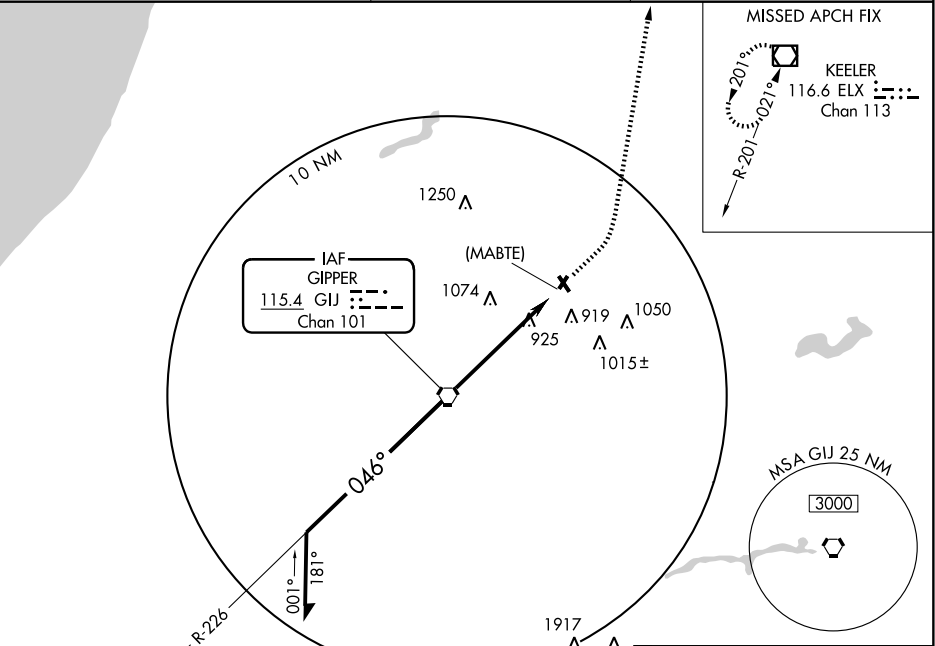 MISSED APCH FIX
201°
KEELER
116.6 ELX
Chan 113
R-201
021°
10 NM
1250
(MABTE)
IAF
GIPPER
115.4 GIJ
Chan 101
1074
919
1050
925
1015±
046°
MSA GIJ 25 NM
3000
001°
181°
R-226
1917